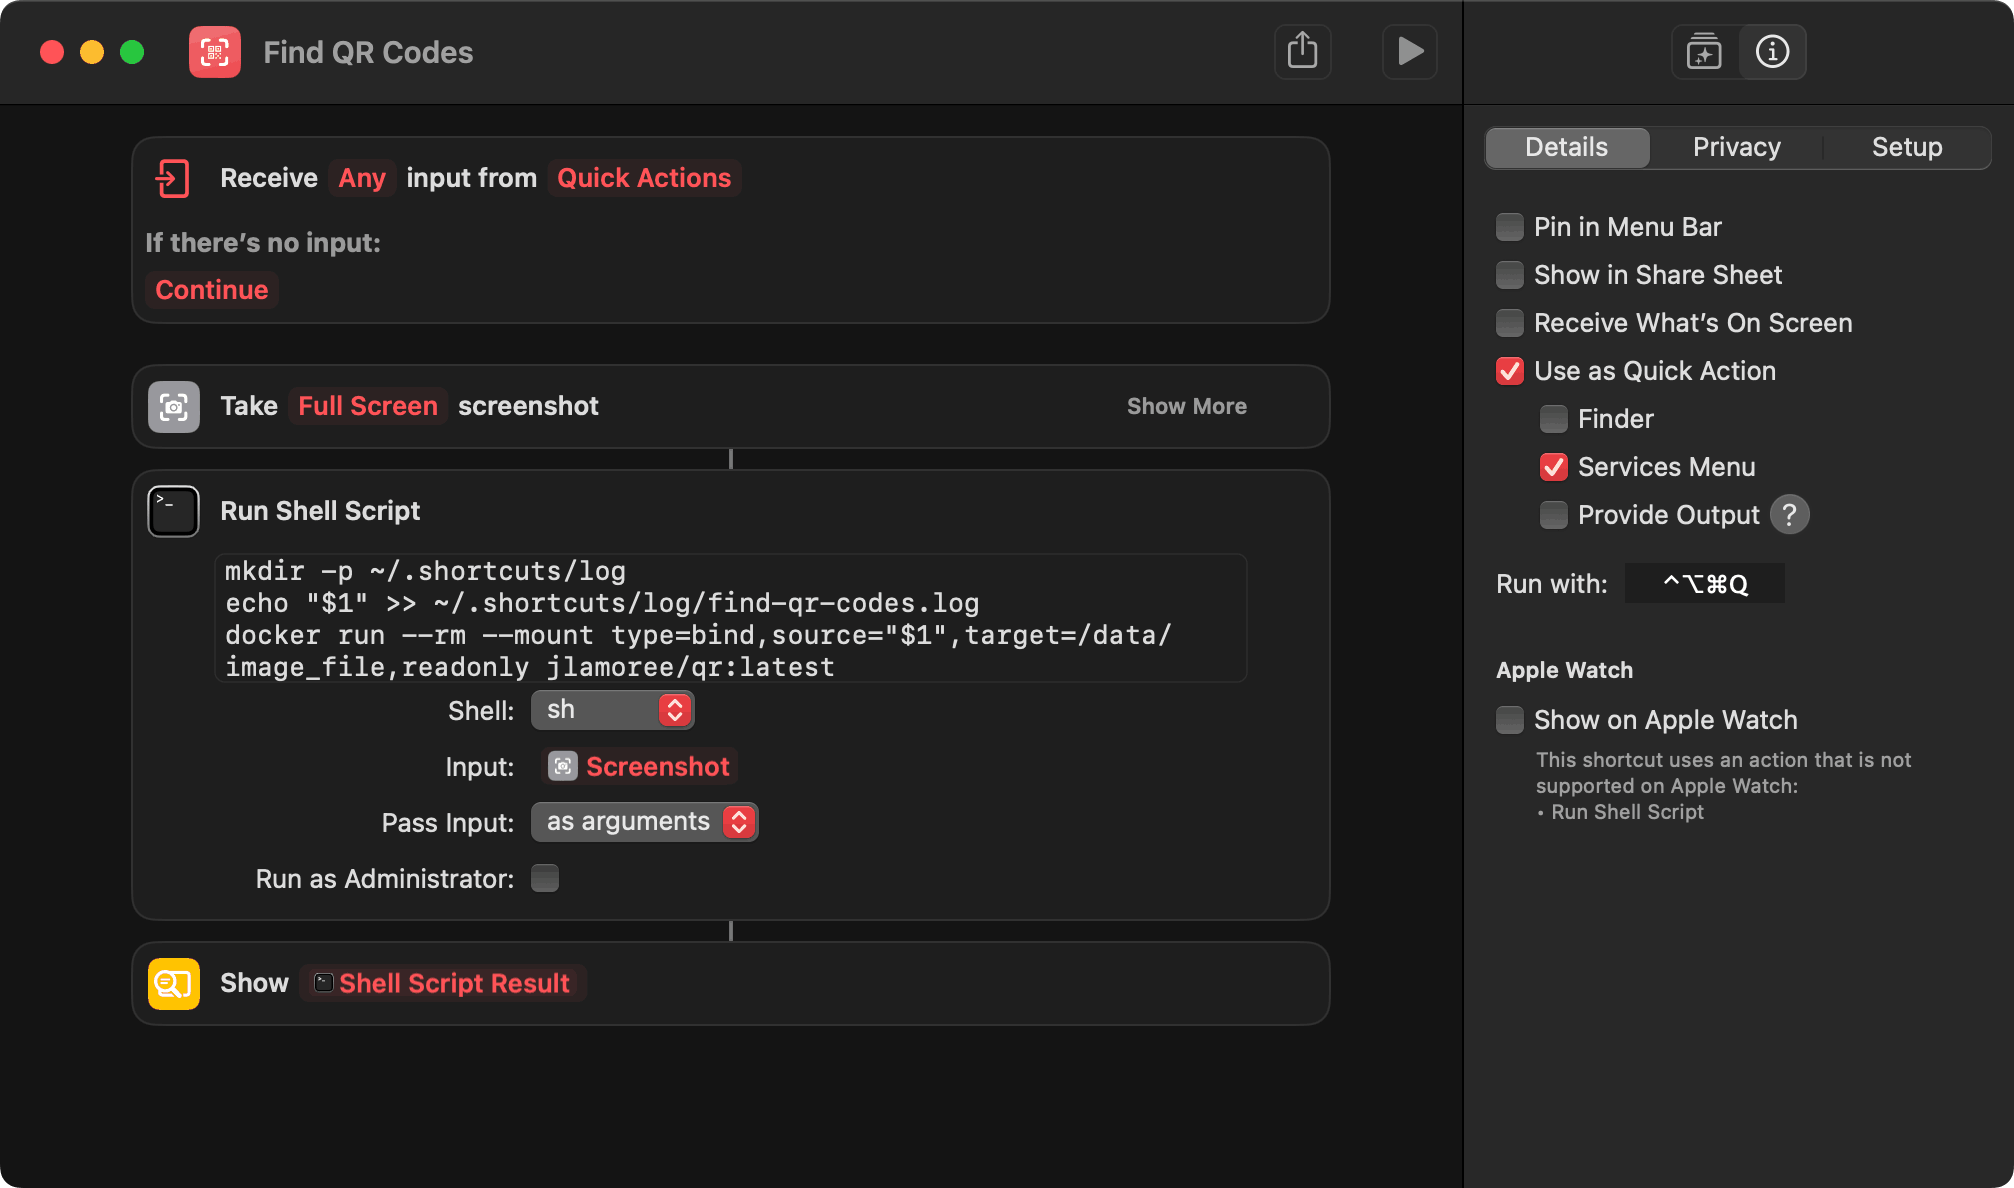 Find QR Codes
Receive Any input from Quick Actions
If there’s no input:
Continue
Take Full Screen screenshot
Show More
Run Shell Script
mkdir -p ~/.shortcuts/log
echo "$1" >> ~/.shortcuts/log/find-qr-codes.log
docker run --rm --mount type=bind,source="$1",target=/data/
image_file,readonly jlamoree/qr:latest
Shell: sh
Input: Screenshot
Pass Input: as arguments
Run as Administrator:
Show Shell Script Result
Details Privacy Setup
Pin in Menu Bar
Show in Share Sheet
Receive What’s On Screen
Use as Quick Action
Finder
Services Menu
Provide Output ?
Run with: ^⌥⌘Q
Apple Watch
Show on Apple Watch
This shortcut uses an action that is not
supported on Apple Watch:
• Run Shell Script